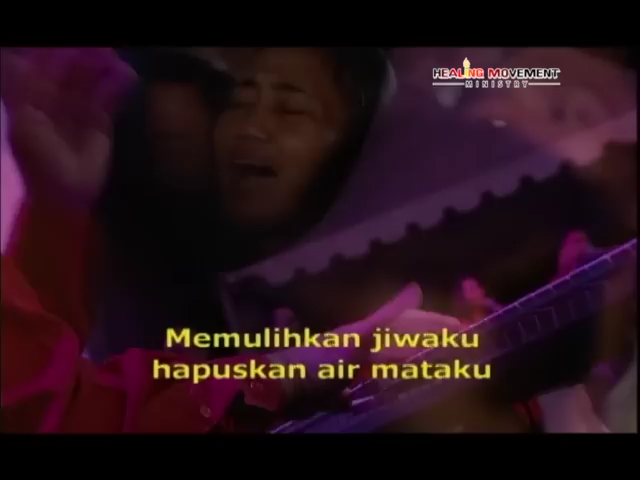 HEALING MOVEMENT
MINISTRY
Memulihkan jiwaku
hapuskan air mataku